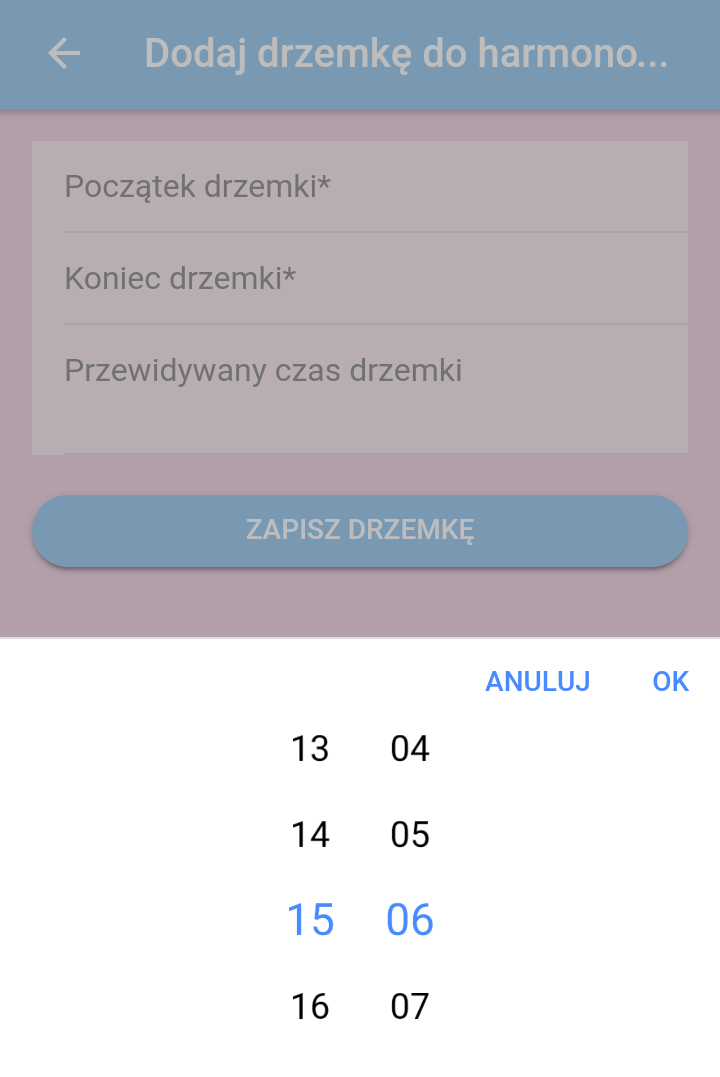 Dodaj drzemkę do harmono...
Początek drzemki*
Koniec drzemki*
Przewidywany czas drzemki
ZAPISZ DRZEMKĘ
ANULUJ OK
13 04
14 05
15 06
16 07